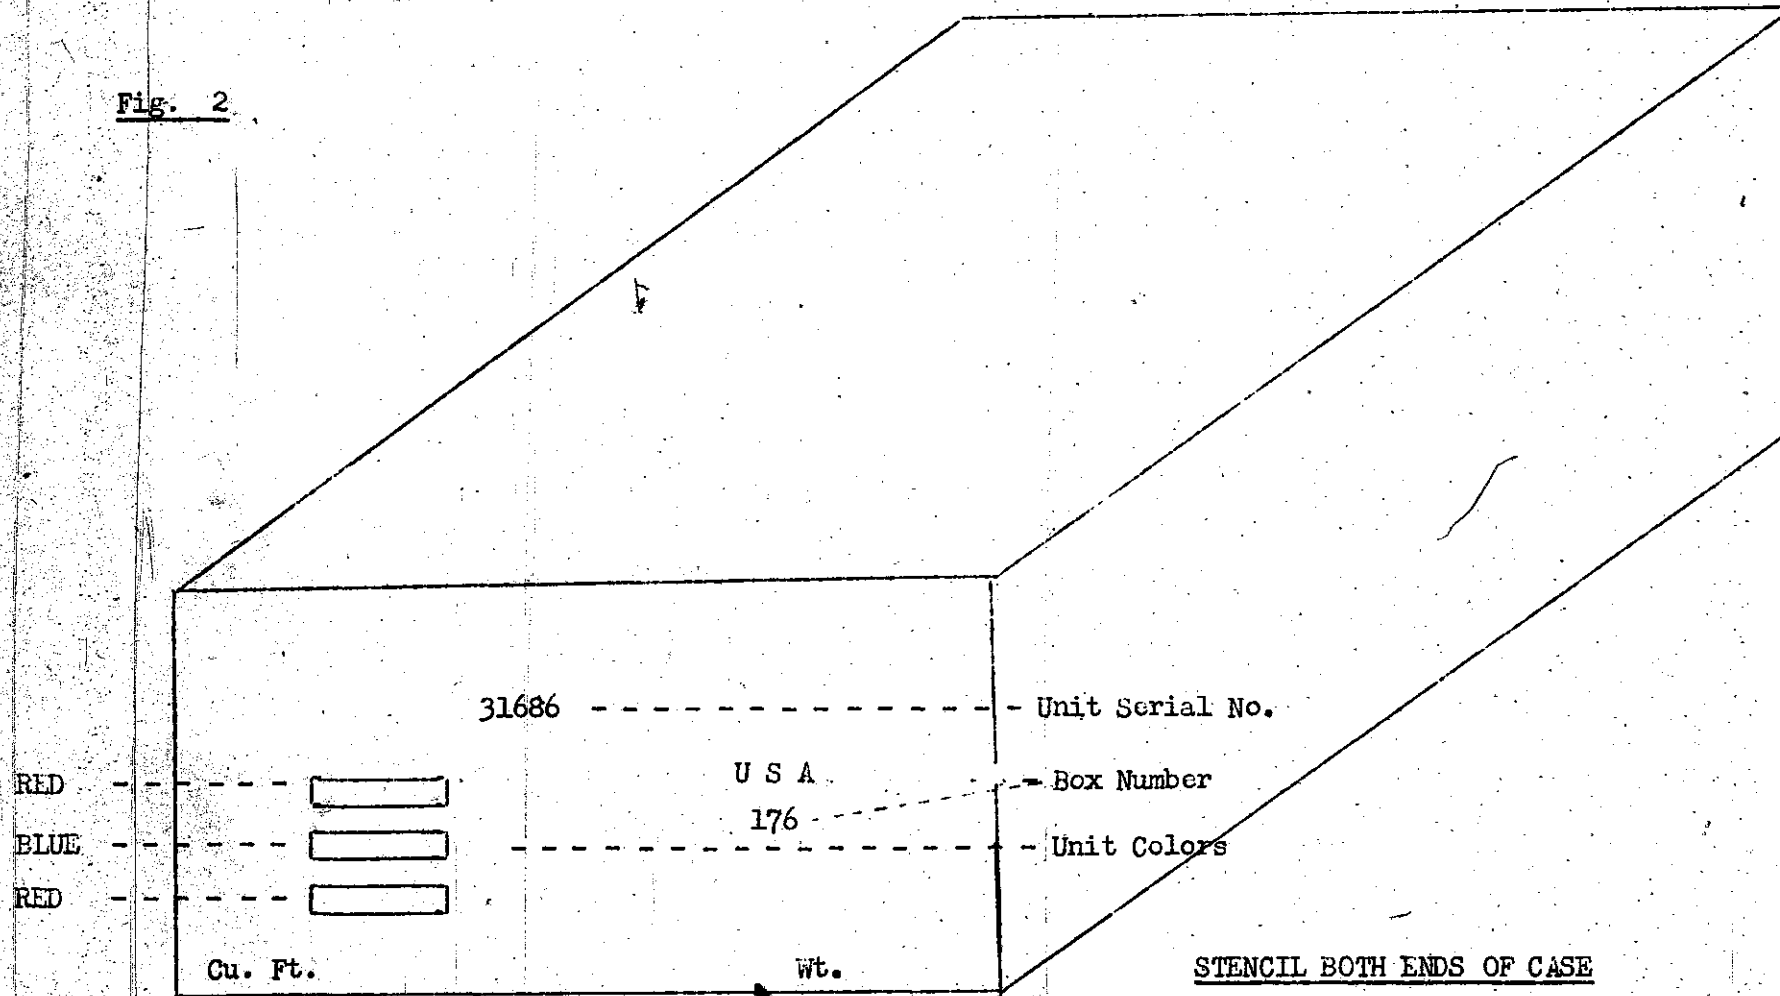 Fig. 2
31686 - - - - - - - - - - - - - - - - Unit Serial No.
RED - - - - - - - U S A - Box Number
176 - - - - - - - -
BLUE - - - - - - - - - - - - - - - - - - - - - - - Unit Colors
RED - - - - - - -
Cu. Ft. Wt. STENCIL BOTH ENDS OF CASE